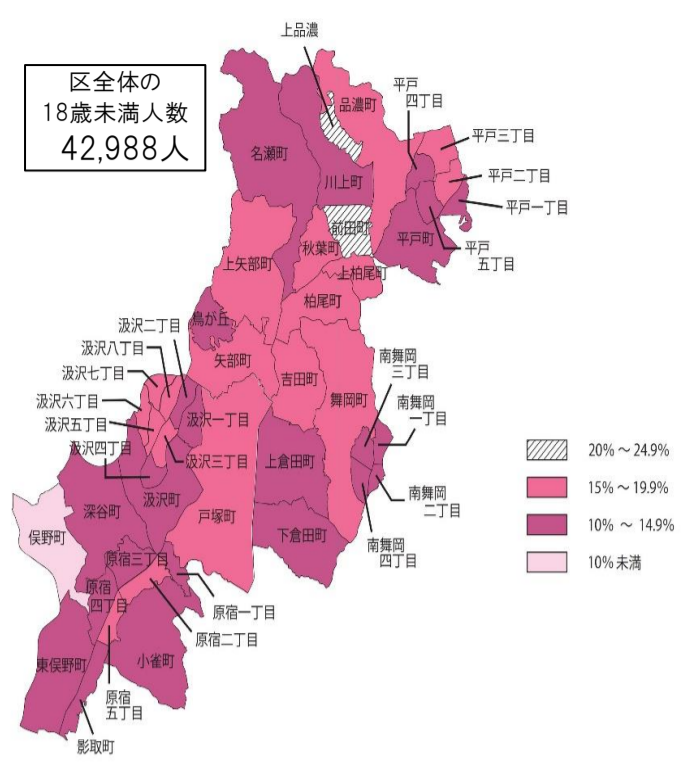 上品濃
区全体の
18歳未満人数
42,988人
品濃町
平戸
四丁目
平戸三丁目
名瀬町
川上町
平戸二丁目
平戸一丁目
前田町
平戸町
秋葉町
平戸
五丁目
上矢部町
上柏尾町
柏尾町
鳥が丘
汲沢二丁目
汲沢八丁目
矢部町
南舞岡
三丁目
汲沢七丁目
吉田町
舞岡町
汲沢六丁目
南舞岡
一丁目
汲沢五丁目
汲沢一丁目
汲沢四丁目
汲沢三丁目
上倉田町
20%～24.9%
15%～19.9%
10% ～ 14.9%
10%未満
汲沢町
南舞岡
二丁目
深谷町
戸塚町
俣野町
下倉田町
南舞岡
四丁目
原宿三丁目
原宿
四丁目
原宿一丁目
原宿二丁目
東俣野町
小雀町
原宿
五丁目
影取町